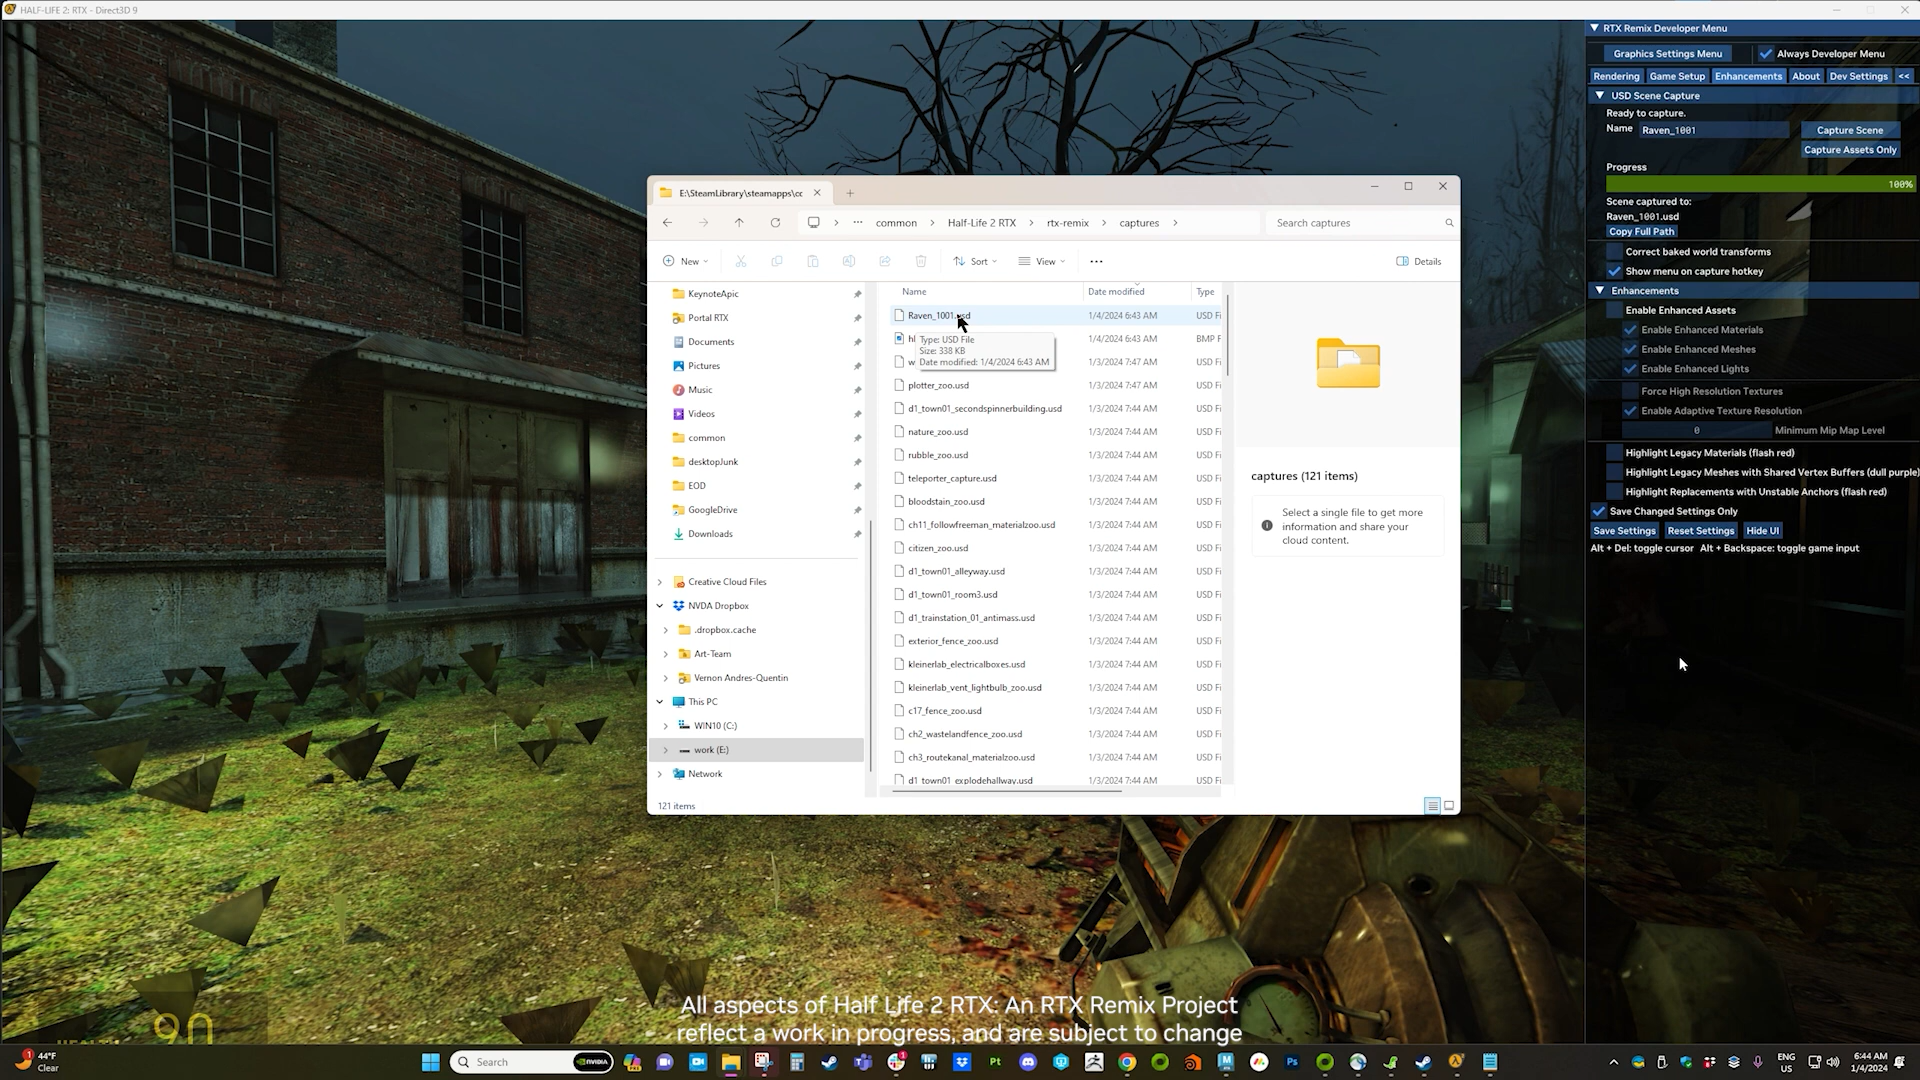 HALF-LIFE 2: RTX - Direct3D 9
RTX Remix Developer Menu
Graphics Settings Menu
Always Developer Menu
Rendering
Game Setup
Enhancements
About
Dev Settings
<<
USD Scene Capture
Ready to capture.
Name
Raven_1001
Capture Scene
Capture Assets Only
Progress
100%
Scene captured to:
Raven_1001.usd
Copy Full Path
Correct baked world transforms
Show menu on capture hotkey
Enhancements
Enable Enhanced Assets
Enable Enhanced Materials
Enable Enhanced Meshes
Enable Enhanced Lights
Force High Resolution Textures
Enable Adaptive Texture Resolution
0
Minimum Mip Map Level
Highlight Legacy Materials (flash red)
Highlight Legacy Meshes with Shared Vertex Buffers (dull purple)
Highlight Replacements with Unstable Anchors (flash red)
Save Changed Settings Only
Save Settings
Reset Settings
Hide UI
Alt + Del: toggle cursor Alt + Backspace: toggle game input
E:\SteamLibrary\steamapps\cc
common
Half-Life 2 RTX
rtx-remix
captures
Search captures
New
Sort
View
Details
KeynoteApic
Portal RTX
Documents
Pictures
Music
Videos
common
desktopJunk
EOD
GoogleDrive
Downloads
Creative Cloud Files
NVDA Dropbox
.dropbox.cache
Art-Team
Vernon Andres-Quentin
This PC
WIN10 (C:)
work (E:)
Network
Name Date modified Type
Raven_1001.usd 1/4/2024 6:43 AM USD Fi
hl 1/4/2024 6:43 AM BMP F
Type: USD File
Size: 338 KB
Date modified: 1/4/2024 6:43 AM
w 1/3/2024 7:47 AM USD Fi
plotter_zoo.usd 1/3/2024 7:47 AM USD Fi
d1_town01_secondspinnerbuilding.usd 1/3/2024 7:44 AM USD Fi
nature_zoo.usd 1/3/2024 7:44 AM USD Fi
rubble_zoo.usd 1/3/2024 7:44 AM USD Fi
teleporter_capture.usd 1/3/2024 7:44 AM USD Fi
bloodstain_zoo.usd 1/3/2024 7:44 AM USD Fi
ch11_followfreeman_materialzoo.usd 1/3/2024 7:44 AM USD Fi
citizen_zoo.usd 1/3/2024 7:44 AM USD Fi
d1_town01_alleyway.usd 1/3/2024 7:44 AM USD Fi
d1_town01_room3.usd 1/3/2024 7:44 AM USD Fi
d1_trainstation_01_antimass.usd 1/3/2024 7:44 AM USD Fi
exterior_fence_zoo.usd 1/3/2024 7:44 AM USD Fi
kleinerlab_electricalboxes.usd 1/3/2024 7:44 AM USD Fi
kleinerlab_vent_lightbulb_zoo.usd 1/3/2024 7:44 AM USD Fi
c17_fence_zoo.usd 1/3/2024 7:44 AM USD Fi
ch2_wastelandfence_zoo.usd 1/3/2024 7:44 AM USD Fi
ch3_routekanal_materialzoo.usd 1/3/2024 7:44 AM USD Fi
d1_town01_explodehallway.usd 1/3/2024 7:44 AM USD Fi
captures (121 items)
Select a single file to get more
information and share your
cloud content.
121 items
HEALTH
90
All aspects of Half Life 2 RTX: An RTX Remix Project
reflect a work in progress, and are subject to change
1
44°F
Clear
Search
NVIDIA
Pt
Ps
ENG
US
6:44 AM
1/4/2024